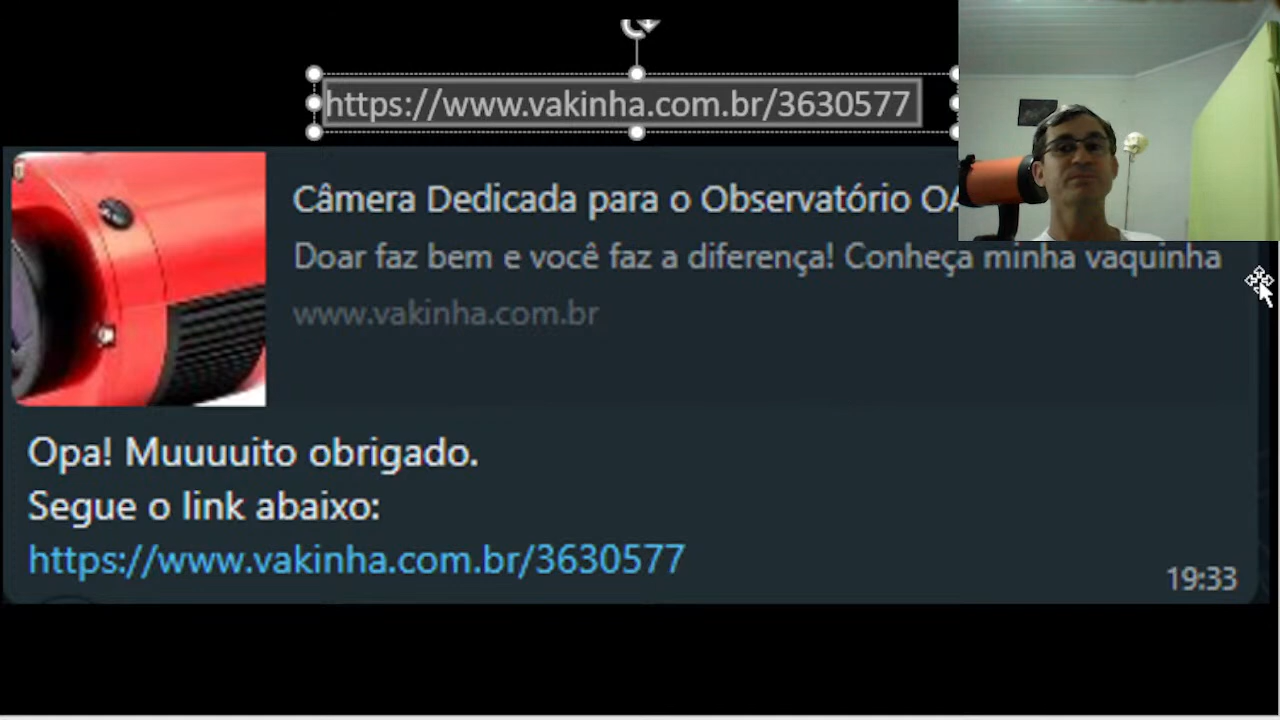 https://www.vakinha.com.br/3630577
Câmera Dedicada para o Observatório
Doar faz bem e você faz a diferença! Conheça minha vaquinha
www.vakinha.com.br
Opa! Muuuuito obrigado.
Segue o link abaixo:
https://www.vakinha.com.br/3630577
19:33